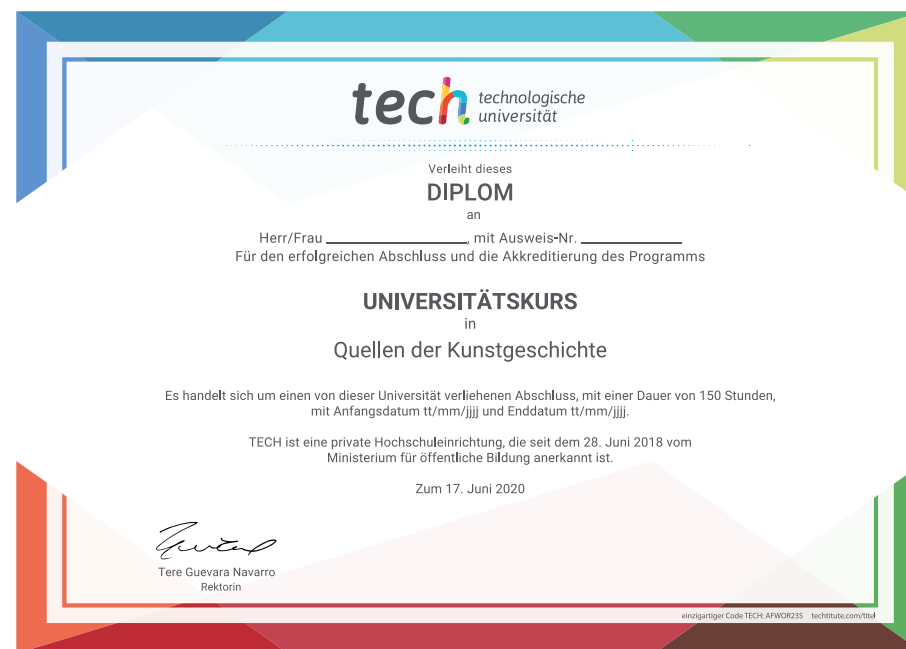 tech technologische
universität
Verleiht dieses
DIPLOM
an
Herr/Frau ____________, mit Ausweis-Nr. ____________
Für den erfolgreichen Abschluss und die Akkreditierung des Programms
UNIVERSITÄTSKURS
in
Quellen der Kunstgeschichte
Es handelt sich um einen von dieser Universität verliehenen Abschluss, mit einer Dauer von 150 Stunden,
mit Anfangsdatum tt/mm/jjjj und Enddatum tt/mm/jjjj.
TECH ist eine private Hochschuleinrichtung, die seit dem 28. Juni 2018 vom
Ministerium für öffentliche Bildung anerkannt ist.
Zum 17. Juni 2020
Tere Guevara Navarro
Rektorin
einzigartiger Code TECH: AFWOR23S techtitute.com/titel